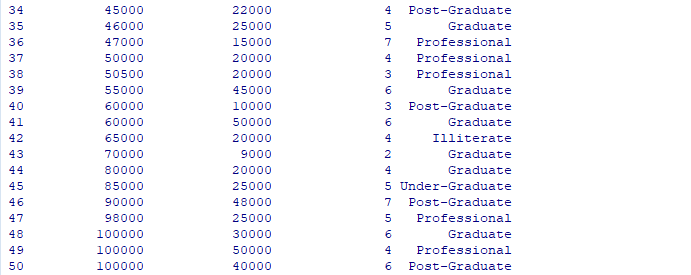 34 45000 22000 4 Post-Graduate
35 46000 25000 5 Graduate
36 47000 15000 7 Professional
37 50000 20000 4 Professional
38 50500 20000 3 Professional
39 55000 45000 6 Graduate
40 60000 10000 3 Post-Graduate
41 60000 50000 6 Graduate
42 65000 20000 4 Illiterate
43 70000 9000 2 Graduate
44 80000 20000 4 Graduate
45 85000 25000 5 Under-Graduate
46 90000 48000 7 Post-Graduate
47 98000 25000 5 Professional
48 100000 30000 6 Graduate
49 100000 50000 4 Professional
50 100000 40000 6 Post-Graduate